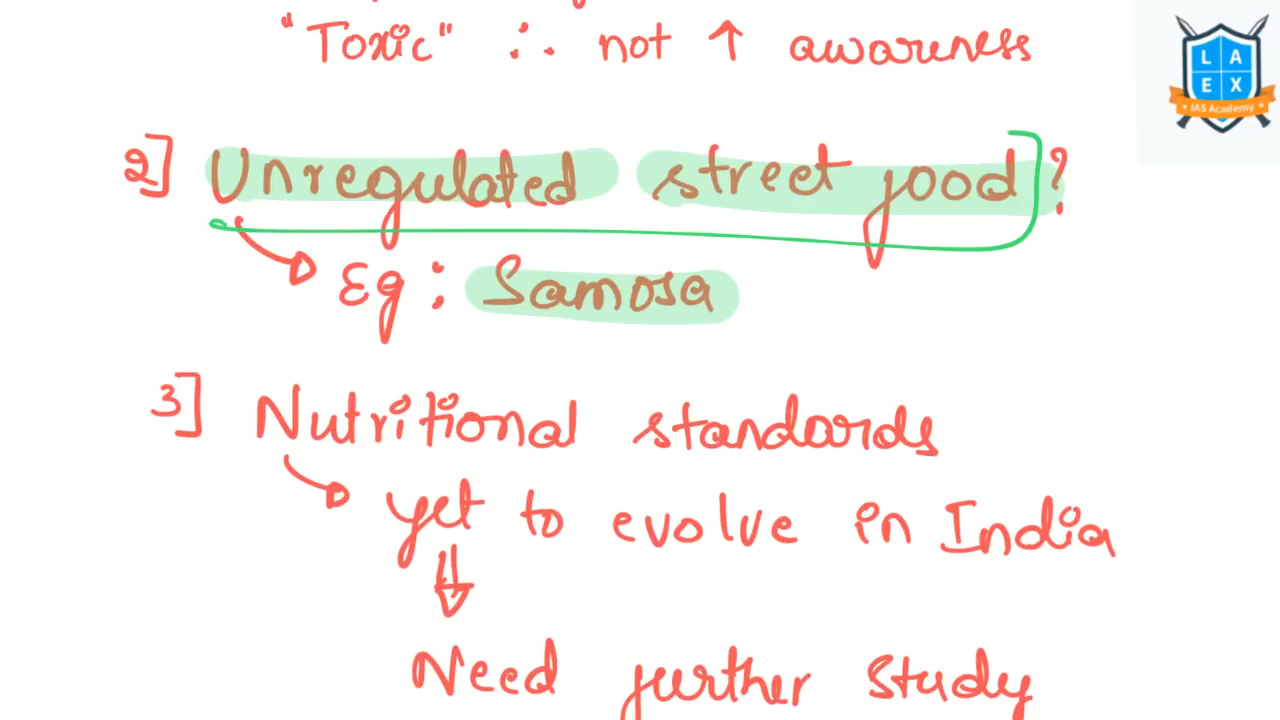 "Toxic" ∴ not ↑ awareness
L A
E X
IAS Academy
2] Unregulated street food ?
Eg : Samosa
3] Nutritional standards
yet to evolve in India
Need further study